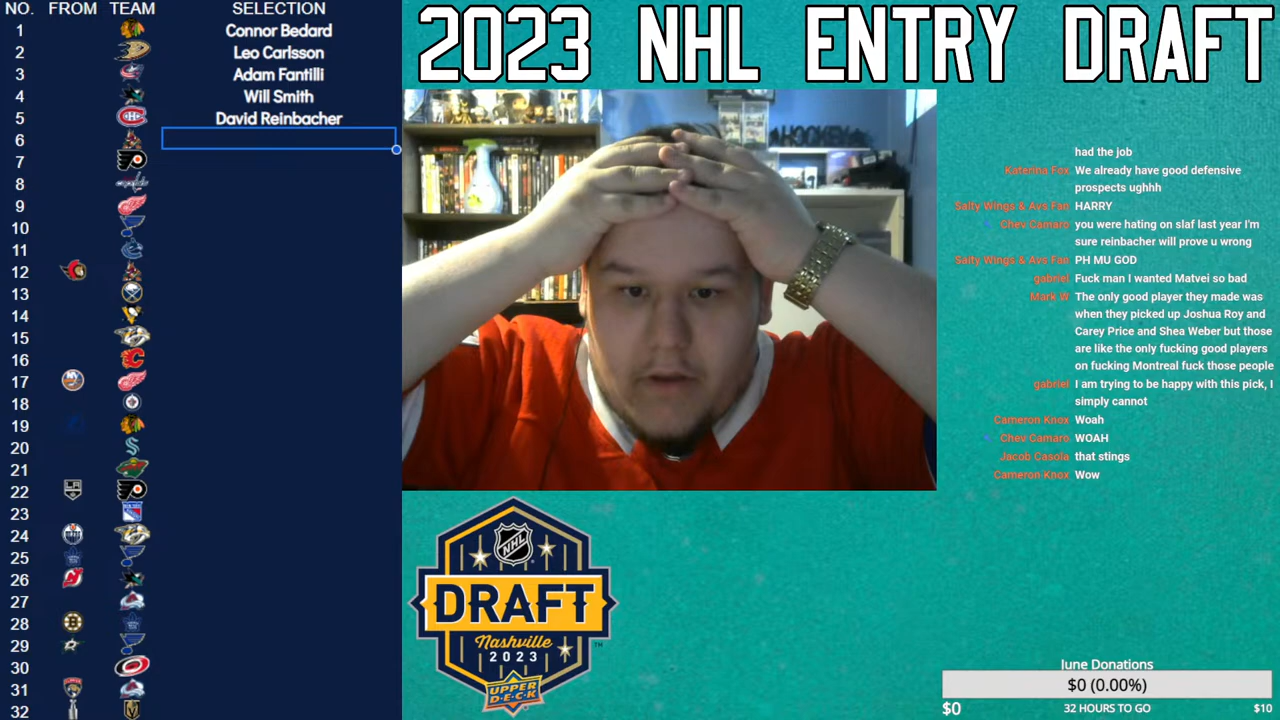 2023 NHL ENTRY DRAFT
NO. FROM TEAM SELECTION
1 Connor Bedard
2 Leo Carlsson
3 Adam Fantilli
4 Will Smith
5 David Reinbacher
6
7
8
9
10
11
12
13
14
15
16
17
18
19
20
21
22
23
24
25
26
27
28
29
30
31
32
HOCKEY
had the job
Katerina Fox We already have good defensive
prospects ughhh
Salty Wings & Avs Fan HARRY
Chev Camaro you were hating on slaf last year I'm
sure reinbacher will prove u wrong
Salty Wings & Avs Fan PH MU GOD
gabriel Fuck man I wanted Matvei so bad
Mark W The only good player they made was
when they picked up Joshua Roy and
Carey Price and Shea Weber but those
are like the only fucking good players
on fucking Montreal fuck those people
gabriel I am trying to be happy with this pick, I
simply cannot
Cameron Knox Woah
Chev Camaro WOAH
Jacob Casola that stings
Cameron Knox Wow
NHL
DRAFT
TM
Nashville
2023
UPPER
DECK
June Donations
$0 (0.00%)
$0 32 HOURS TO GO $10